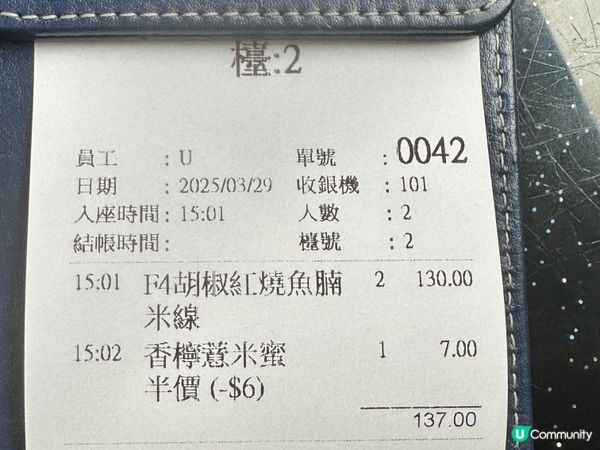 檯:2
員工 : U 單號 : 0042
日期 : 2025/03/29 收銀機 : 101
入座時間 : 15:01 人數 : 2
結帳時間 : 檯號 : 2
15:01 F4胡椒紅燒魚腩 2 130.00
米線
15:02 香檸薏米蜜 1 7.00
半價 (-$6)
137.00
U Community